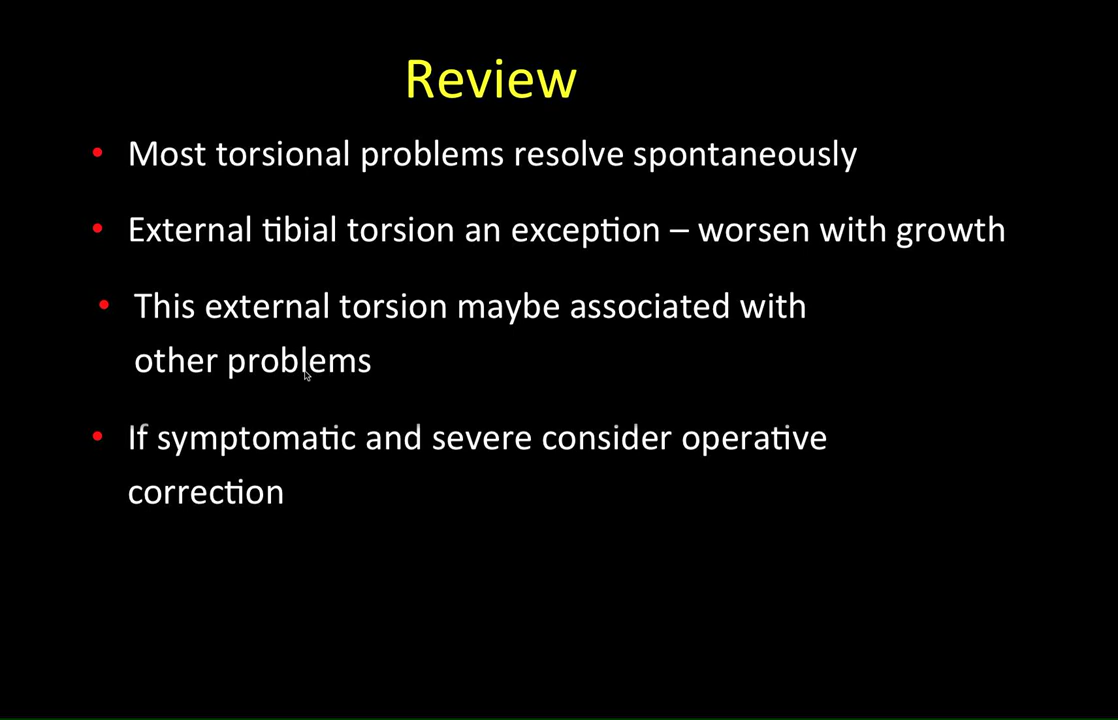 Review
• Most torsional problems resolve spontaneously
• External tibial torsion an exception – worsen with growth
• This external torsion maybe associated with
other problems
• If symptomatic and severe consider operative
correction